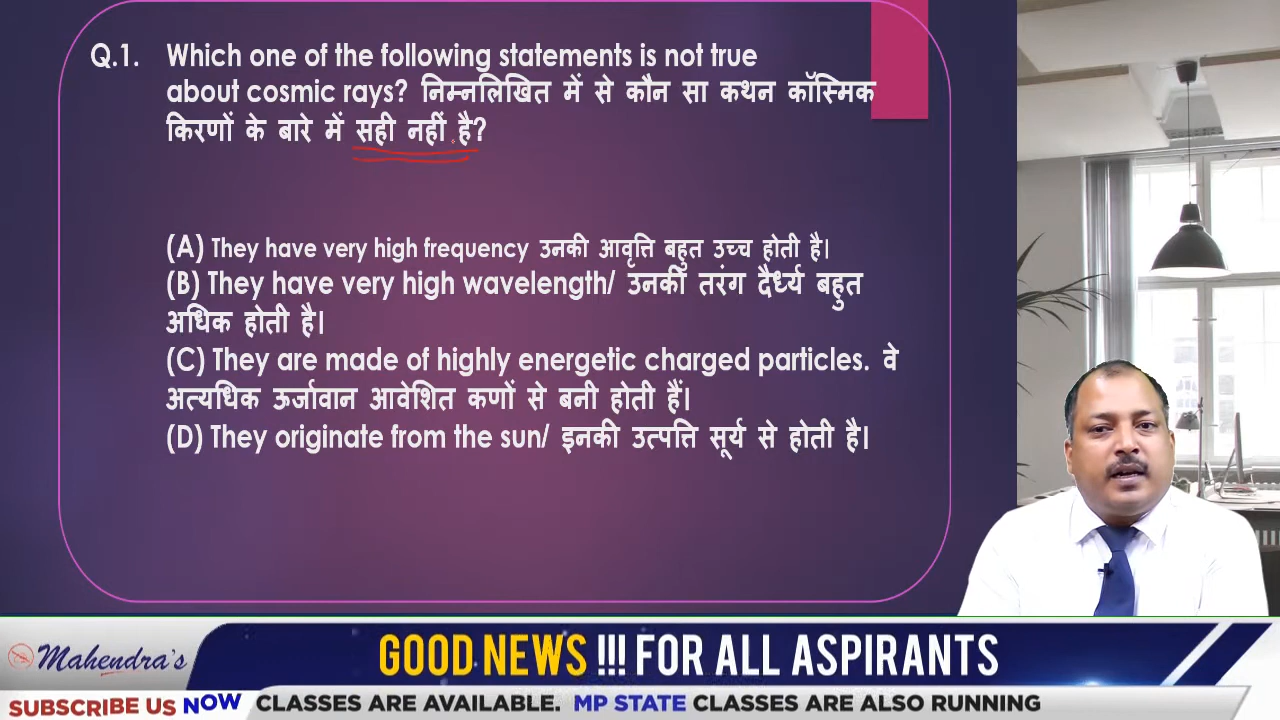 Q.1. Which one of the following statements is not true
about cosmic rays? निम्नलिखित में से कौन सा कथन कॉस्मिक
किरणों के बारे में सही नहीं है?
(A) They have very high frequency उनकी आवृत्ति बहुत उच्च होती है।
(B) They have very high wavelength/ उनकी तरंग दैर्ध्य बहुत
अधिक होती है।
(C) They are made of highly energetic charged particles. वे
अत्यधिक ऊर्जावान आवेशित कणों से बनी होती हैं।
(D) They originate from the sun/ इनकी उत्पत्ति सूर्य से होती है।
Mahendra's
GOOD NEWS !!! FOR ALL ASPIRANTS
SUBSCRIBE US NOW
CLASSES ARE AVAILABLE. MP STATE CLASSES ARE ALSO RUNNING